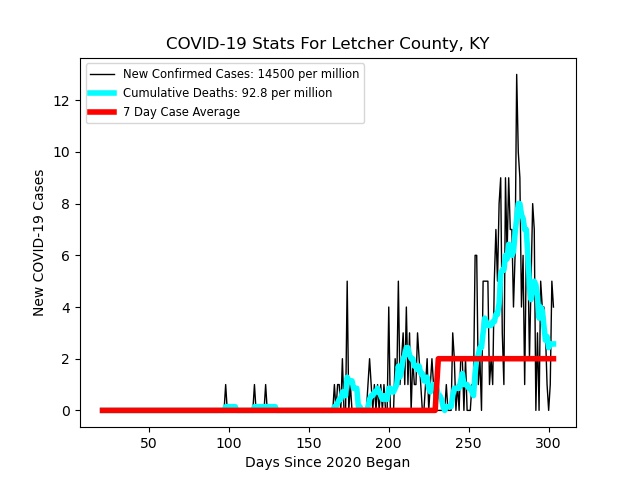 COVID-19 Stats For Letcher County, KY
New Confirmed Cases: 14500 per million
Cumulative Deaths: 92.8 per million
7 Day Case Average
New COVID-19 Cases
12
10
8
6
4
2
0
50 100 150 200 250 300
Days Since 2020 Began